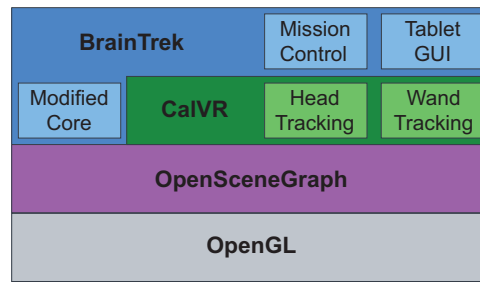 BrainTrek
Mission
Control
Tablet
GUI
Modified
Core
CalVR
Head
Tracking
Wand
Tracking
OpenSceneGraph
OpenGL